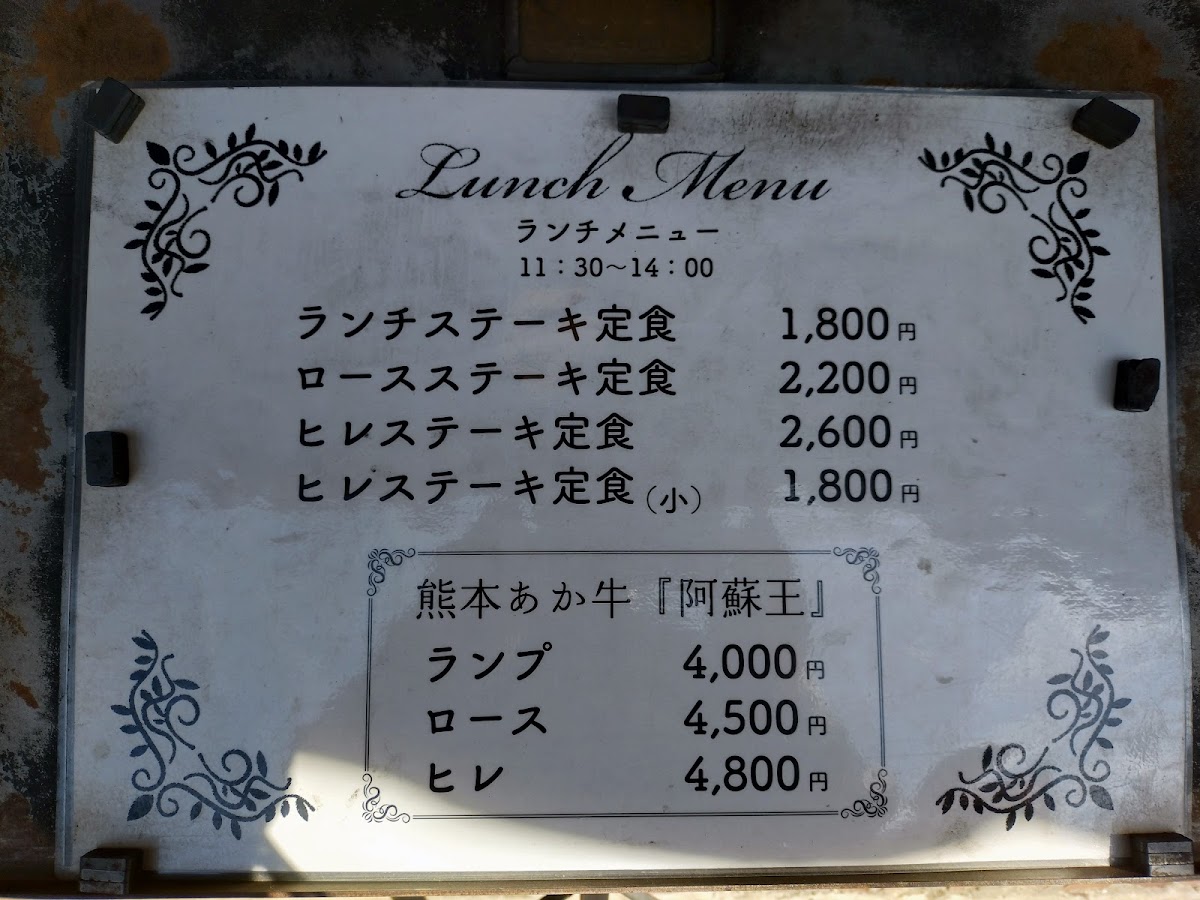 Lunch Menu
ランチメニュー
11：30～14：00
ランチステーキ定食 1,800円
ロースステーキ定食 2,200円
ヒレステーキ定食 2,600円
ヒレステーキ定食（小） 1,800円
熊本あか牛『阿蘇王』
ランプ 4,000円
ロース 4,500円
ヒレ 4,800円